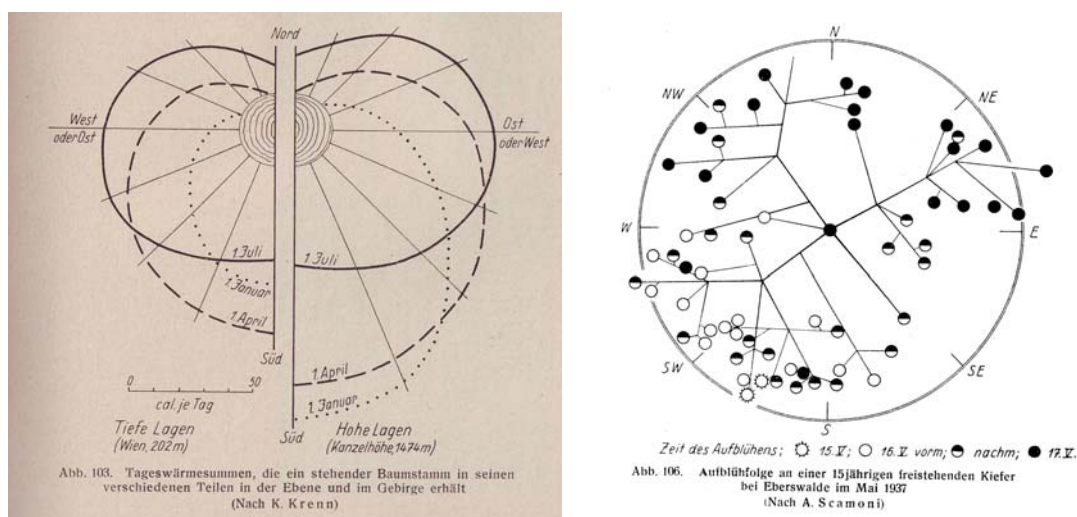 Nord
West
oder Ost
Ost
oder West
1. Juli
1. Juli
1. Januar
1. April
Süd
1. April
1. Januar
Süd
0 50
cal. je Tag
Tiefe Lagen
(Wien, 202m)
Hohe Lagen
(Kanzelhöhe, 1474m)
Abb. 103. Tageswärmesummen, die ein stehender Baumstamm in seinen
verschiedenen Teilen in der Ebene und im Gebirge erhält
(Nach K. Krenn)
N
NW
NE
W
E
SW
SE
S
Zeit des Aufblühens; 15.V; 16.V. vorm; nachm; 17.V.
Abb. 106. Aufblühfolge an einer 15jährigen freistehenden Kiefer
bei Eberswalde im Mai 1937
(Nach A. Scamoni)